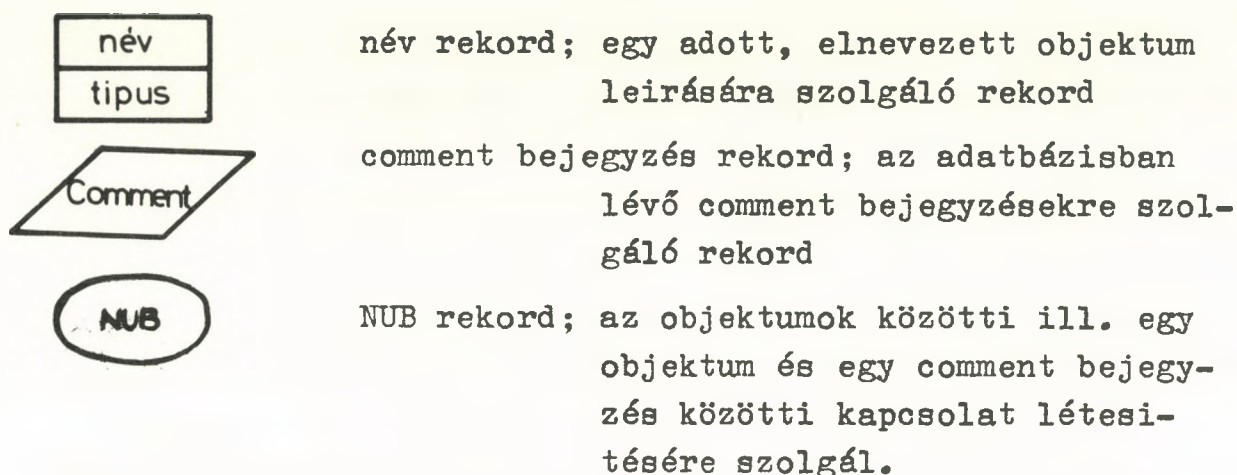 név
tipus
név rekord; egy adott, elnevezett objektum
leirására szolgáló rekord
Comment
comment bejegyzés rekord; az adatbázisban
lévő comment bejegyzésekre szol-
gáló rekord
NUB
NUB rekord; az objektumok közötti ill. egy
objektum és egy comment bejegy-
zés közötti kapcsolat létesi-
tésére szolgál.